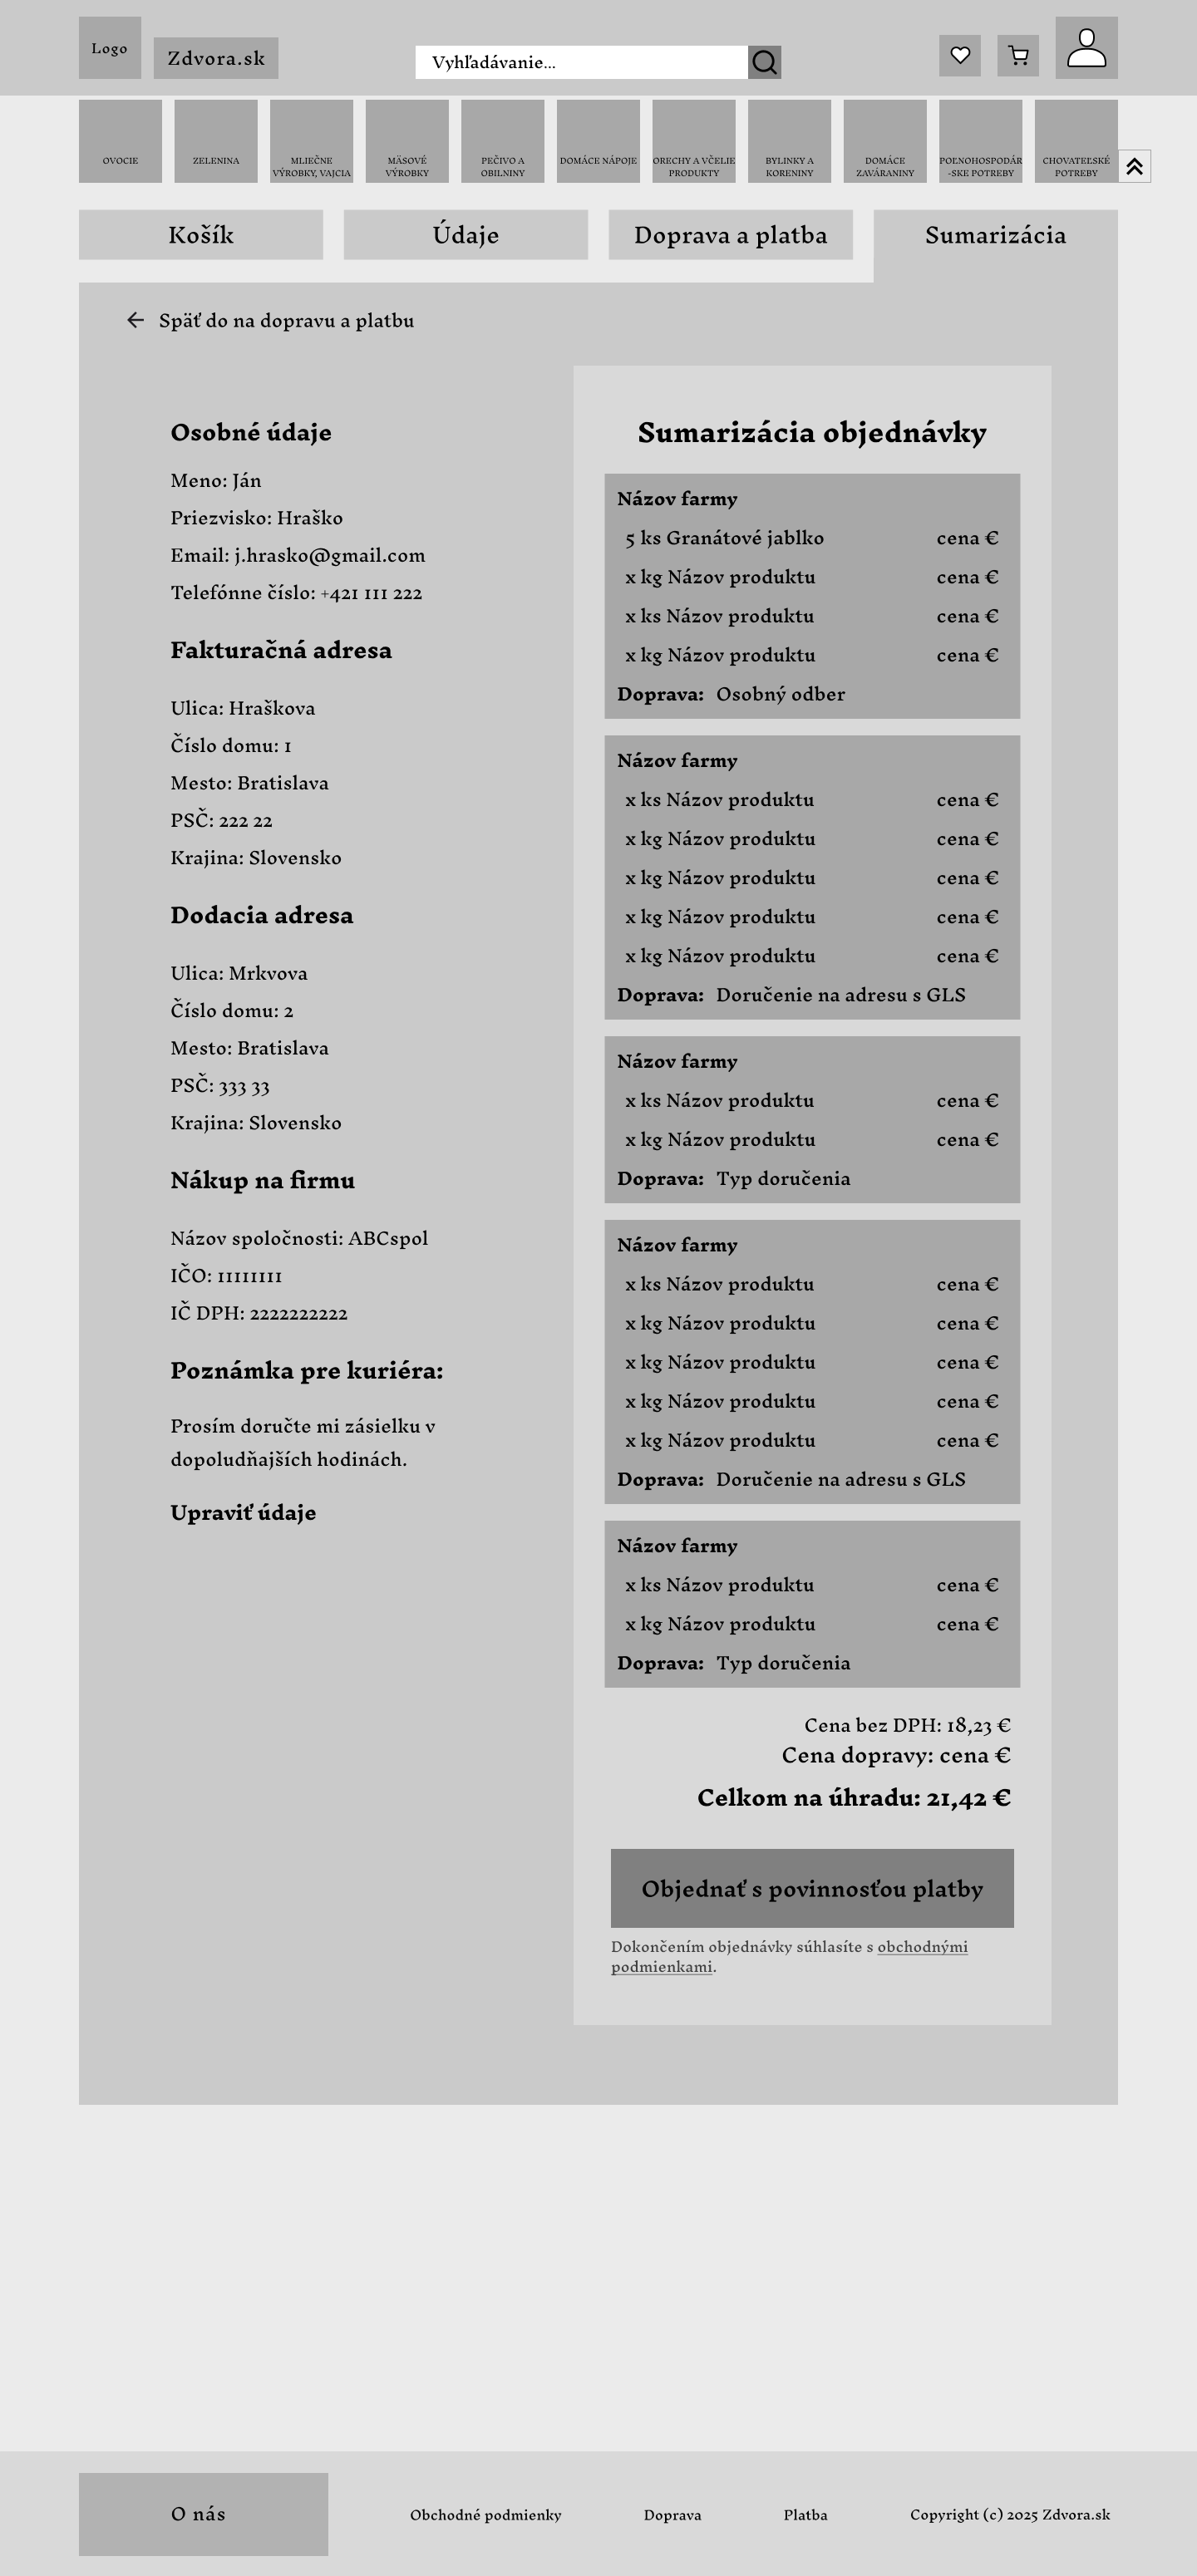 Logo
Zdvora.sk
Vyhľadávanie...
OVOCIE
ZELENINA
MLIEČNE
VÝROBKY, VAJCIA
MÄSOVÉ
VÝROBKY
PEČIVO A
OBILNINY
DOMÁCE NÁPOJE
ORECHY A VČELIE
PRODUKTY
BYLINKY A
KORENINY
DOMÁCE
ZAVÁRANINY
POĽNOHOSPODÁR
-SKE POTREBY
CHOVATEĽSKÉ
POTREBY
Košík
Údaje
Doprava a platba
Sumarizácia
Späť do na dopravu a platbu
Osobné údaje
Meno: Ján
Priezvisko: Hraško
Email: j.hrasko@gmail.com
Telefónne číslo: +421 111 222
Fakturačná adresa
Ulica: Hraškova
Číslo domu: 1
Mesto: Bratislava
PSČ: 222 22
Krajina: Slovensko
Dodacia adresa
Ulica: Mrkvova
Číslo domu: 2
Mesto: Bratislava
PSČ: 333 33
Krajina: Slovensko
Nákup na firmu
Názov spoločnosti: ABCspol
IČO: 11111111
IČ DPH: 2222222222
Poznámka pre kuriéra:
Prosím doručte mi zásielku v
dopoludňajších hodinách.
Upraviť údaje
Sumarizácia objednávky
Názov farmy
5 ks Granátové jablko cena €
x kg Názov produktu cena €
x ks Názov produktu cena €
x kg Názov produktu cena €
Doprava: Osobný odber
Názov farmy
x ks Názov produktu cena €
x kg Názov produktu cena €
x kg Názov produktu cena €
x kg Názov produktu cena €
x kg Názov produktu cena €
Doprava: Doručenie na adresu s GLS
Názov farmy
x ks Názov produktu cena €
x kg Názov produktu cena €
Doprava: Typ doručenia
Názov farmy
x ks Názov produktu cena €
x kg Názov produktu cena €
x kg Názov produktu cena €
x kg Názov produktu cena €
x kg Názov produktu cena €
Doprava: Doručenie na adresu s GLS
Názov farmy
x ks Názov produktu cena €
x kg Názov produktu cena €
Doprava: Typ doručenia
Cena bez DPH: 18,23 €
Cena dopravy: cena €
Celkom na úhradu: 21,42 €
Objednať s povinnosťou platby
Dokončením objednávky súhlasíte s obchodnými
podmienkami.
O nás
Obchodné podmienky
Doprava
Platba
Copyright (c) 2025 Zdvora.sk